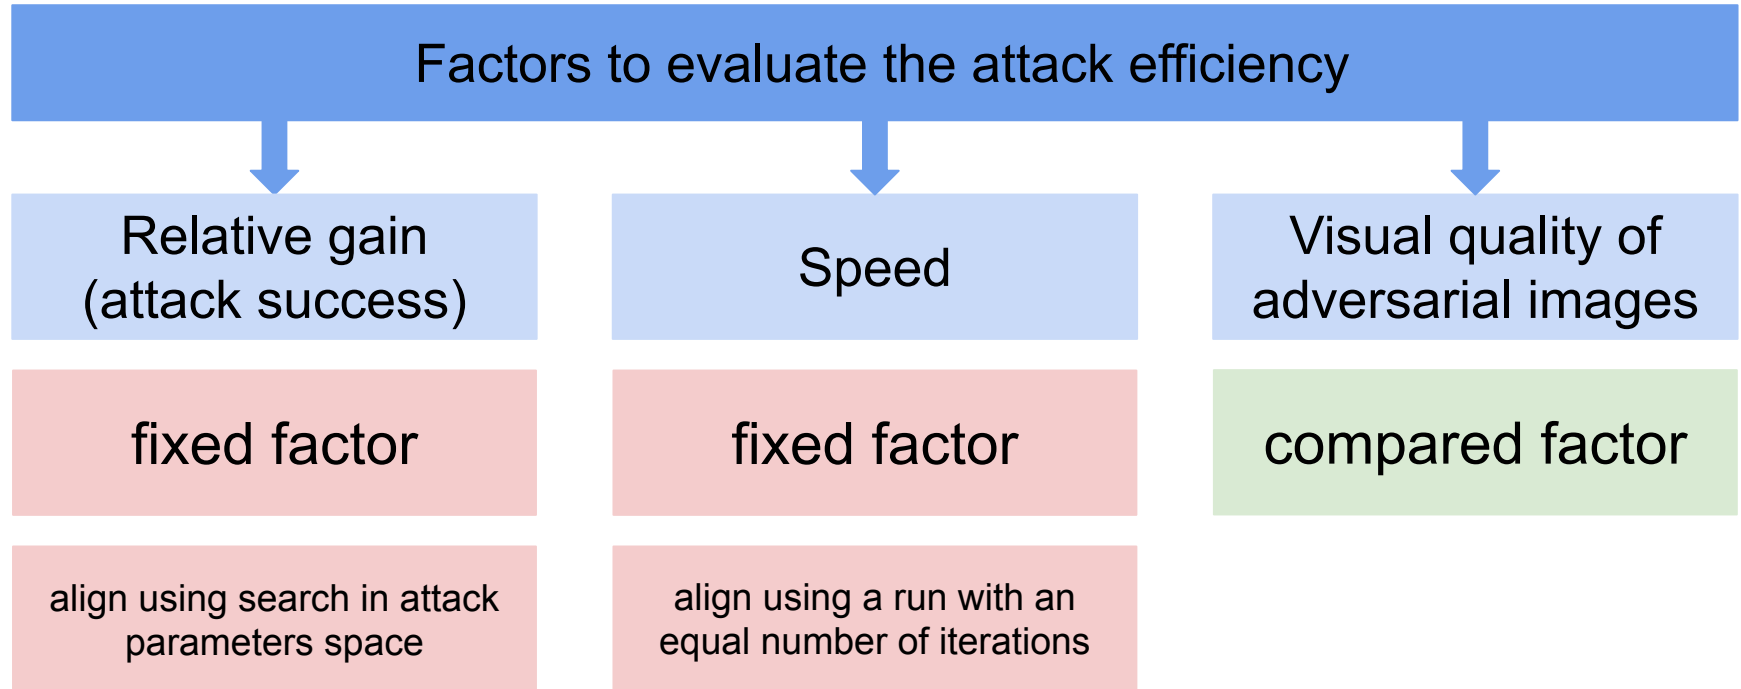 Factors to evaluate the attack efficiency
Relative gain
(attack success)
Speed
Visual quality of
adversarial images
fixed factor
fixed factor
compared factor
align using search in attack
parameters space
align using a run with an
equal number of iterations